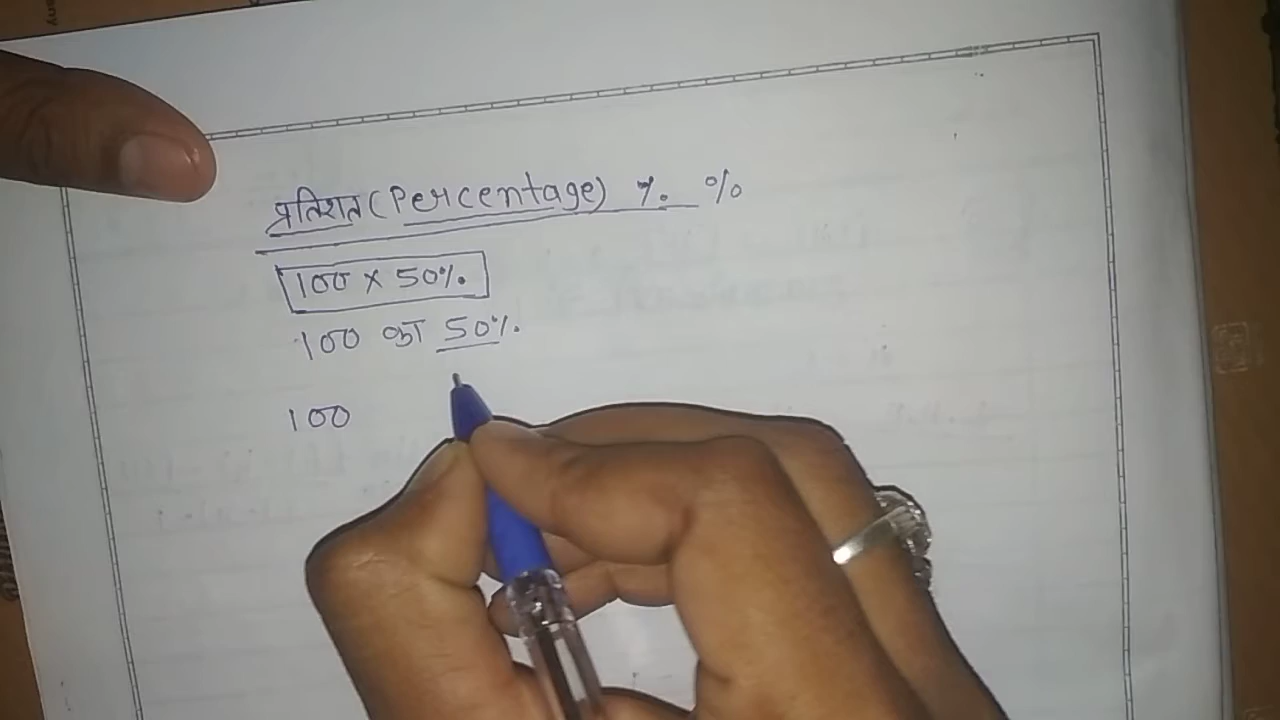 प्रतिशत (Percentage) %. %
100 × 50%.
100 का 50%.
100